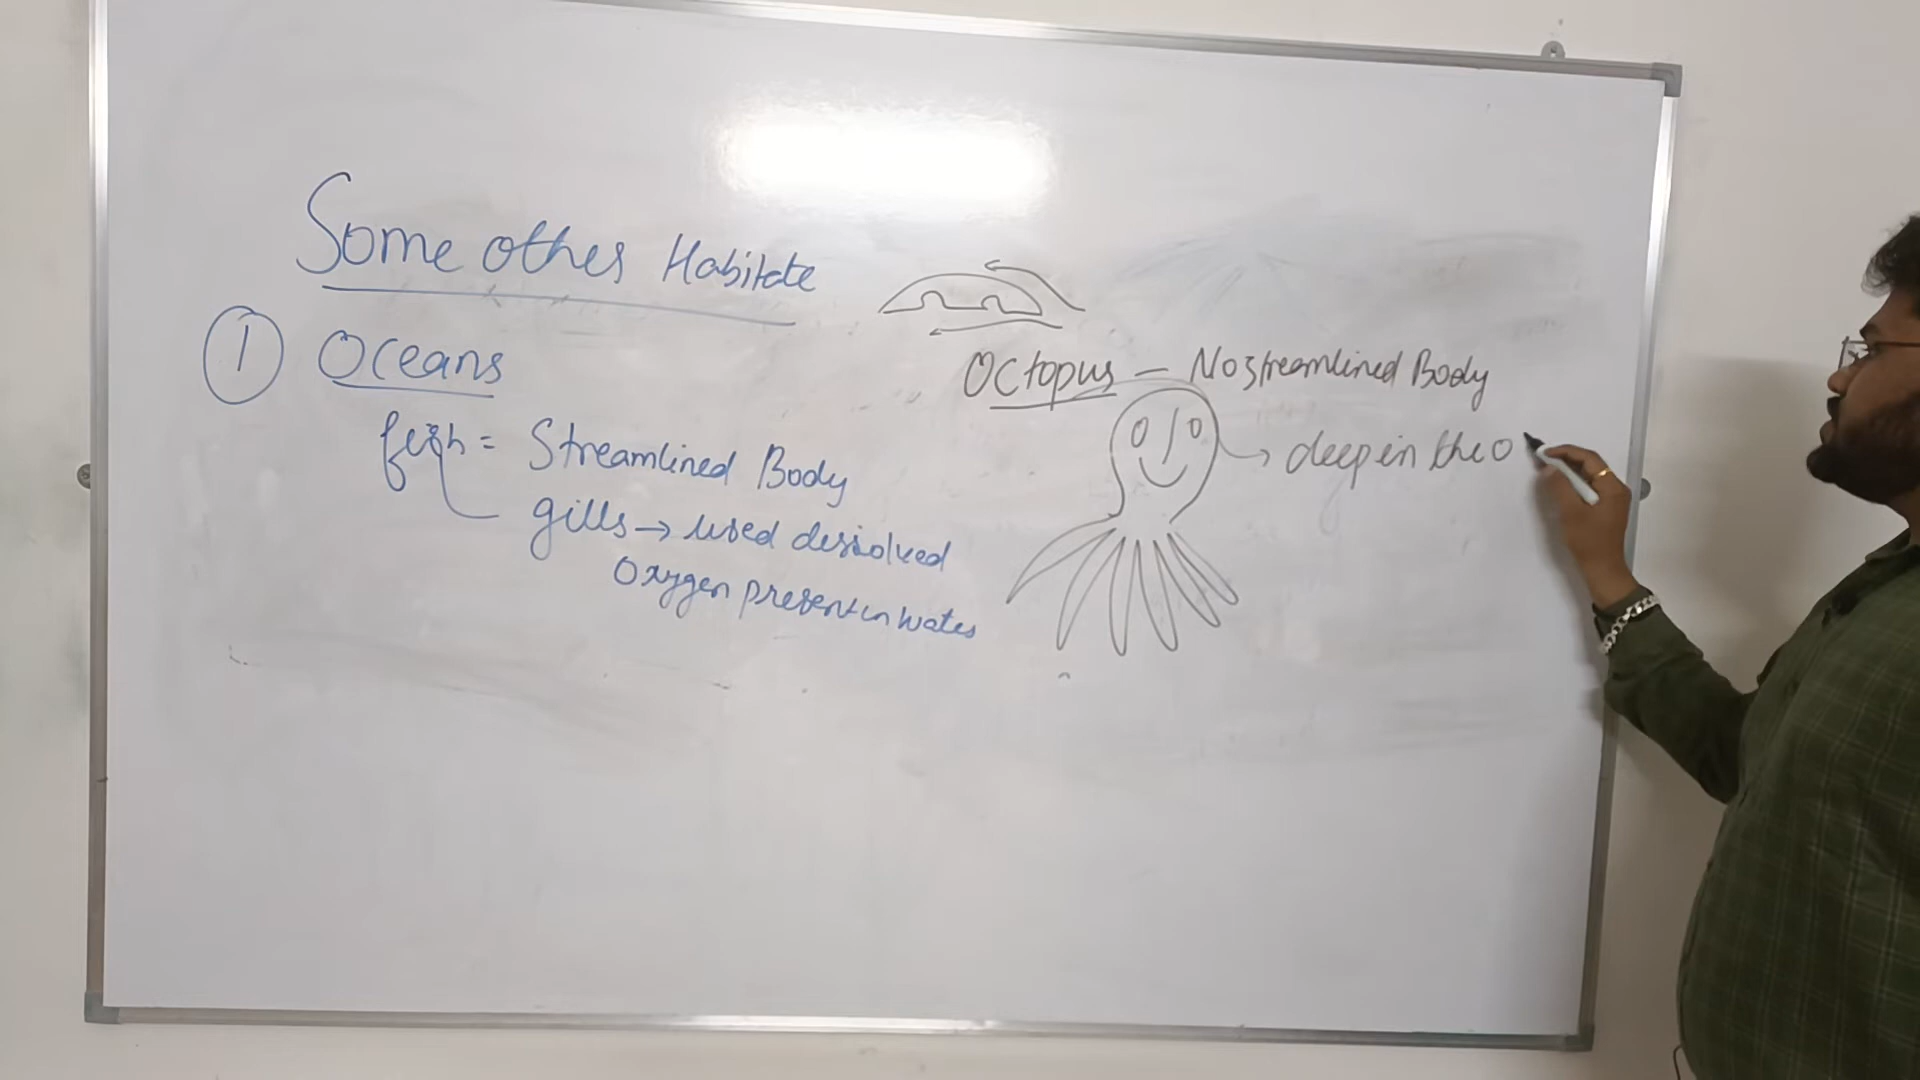 Some other Habitate
1 Oceans
fish = Streamlined Body
gills → used desolved
Oxygen present in water
Octopus - No streamlined Body
→ deep in the o